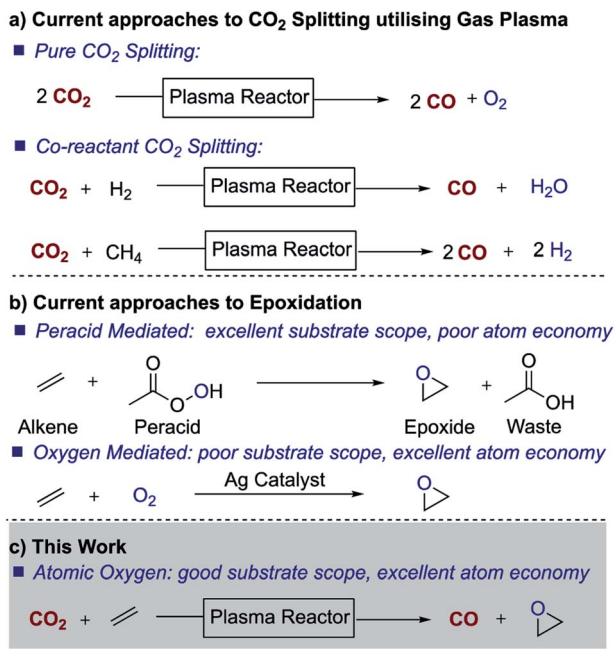 a) Current approaches to CO₂ Splitting utilising Gas Plasma
■ Pure CO₂ Splitting:
2 CO₂ Plasma Reactor 2 CO + O₂
■ Co-reactant CO₂ Splitting:
CO₂ + H₂ Plasma Reactor CO + H₂O
CO₂ + CH₄ Plasma Reactor 2 CO + 2 H₂
b) Current approaches to Epoxidation
■ Peracid Mediated: excellent substrate scope, poor atom economy
+ O O OH O + O OH
Alkene Peracid Epoxide Waste
■ Oxygen Mediated: poor substrate scope, excellent atom economy
+ O₂ Ag Catalyst O
c) This Work
■ Atomic Oxygen: good substrate scope, excellent atom economy
CO₂ + Plasma Reactor CO + O